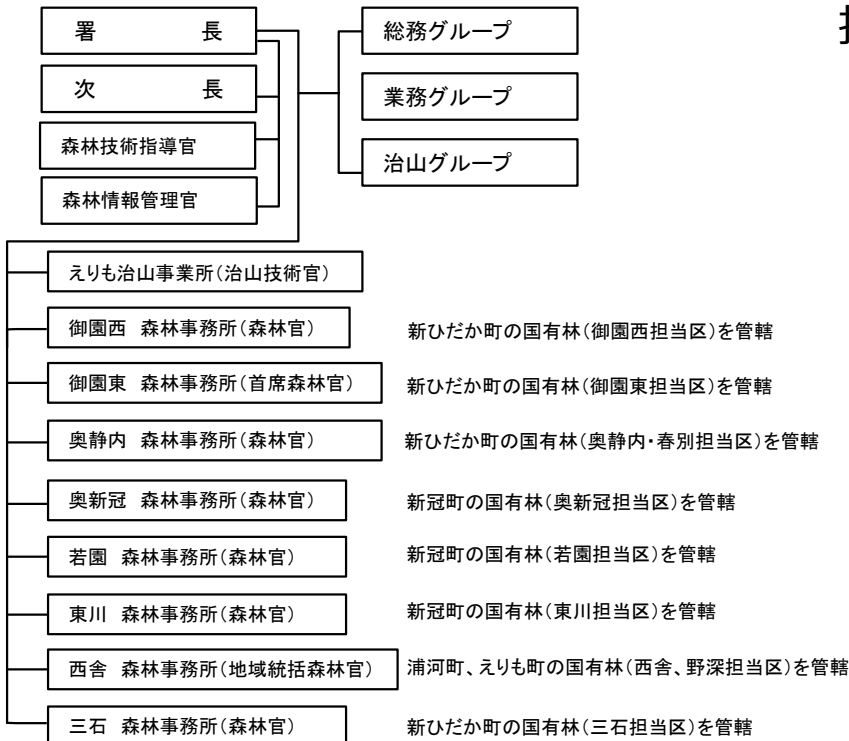 署　長
総務グループ
次　長
業務グループ
森林技術指導官
治山グループ
森林情報管理官
えりも治山事業所(治山技術官)
御園西　森林事務所(森林官)　新ひだか町の国有林(御園西担当区)を管轄
御園東　森林事務所(首席森林官)　新ひだか町の国有林(御園東担当区)を管轄
奥静内　森林事務所(森林官)　新ひだか町の国有林(奥静内・春別担当区)を管轄
奥新冠　森林事務所(森林官)　新冠町の国有林(奥新冠担当区)を管轄
若園　森林事務所(森林官)　新冠町の国有林(若園担当区)を管轄
東川　森林事務所(森林官)　新冠町の国有林(東川担当区)を管轄
西舎　森林事務所(地域統括森林官)　浦河町、えりも町の国有林(西舎、野深担当区)を管轄
三石　森林事務所(森林官)　新ひだか町の国有林(三石担当区)を管轄